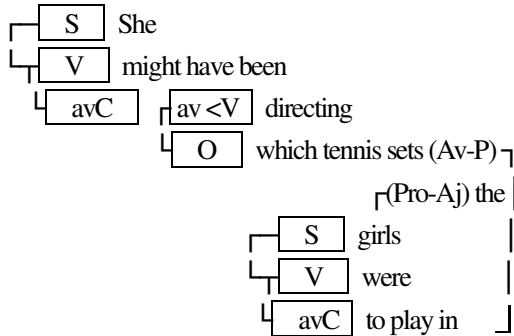 S She
V might have been
avC av <V directing
O which tennis sets (Av-P)
(Pro-Aj) the
S girls
V were
avC to play in